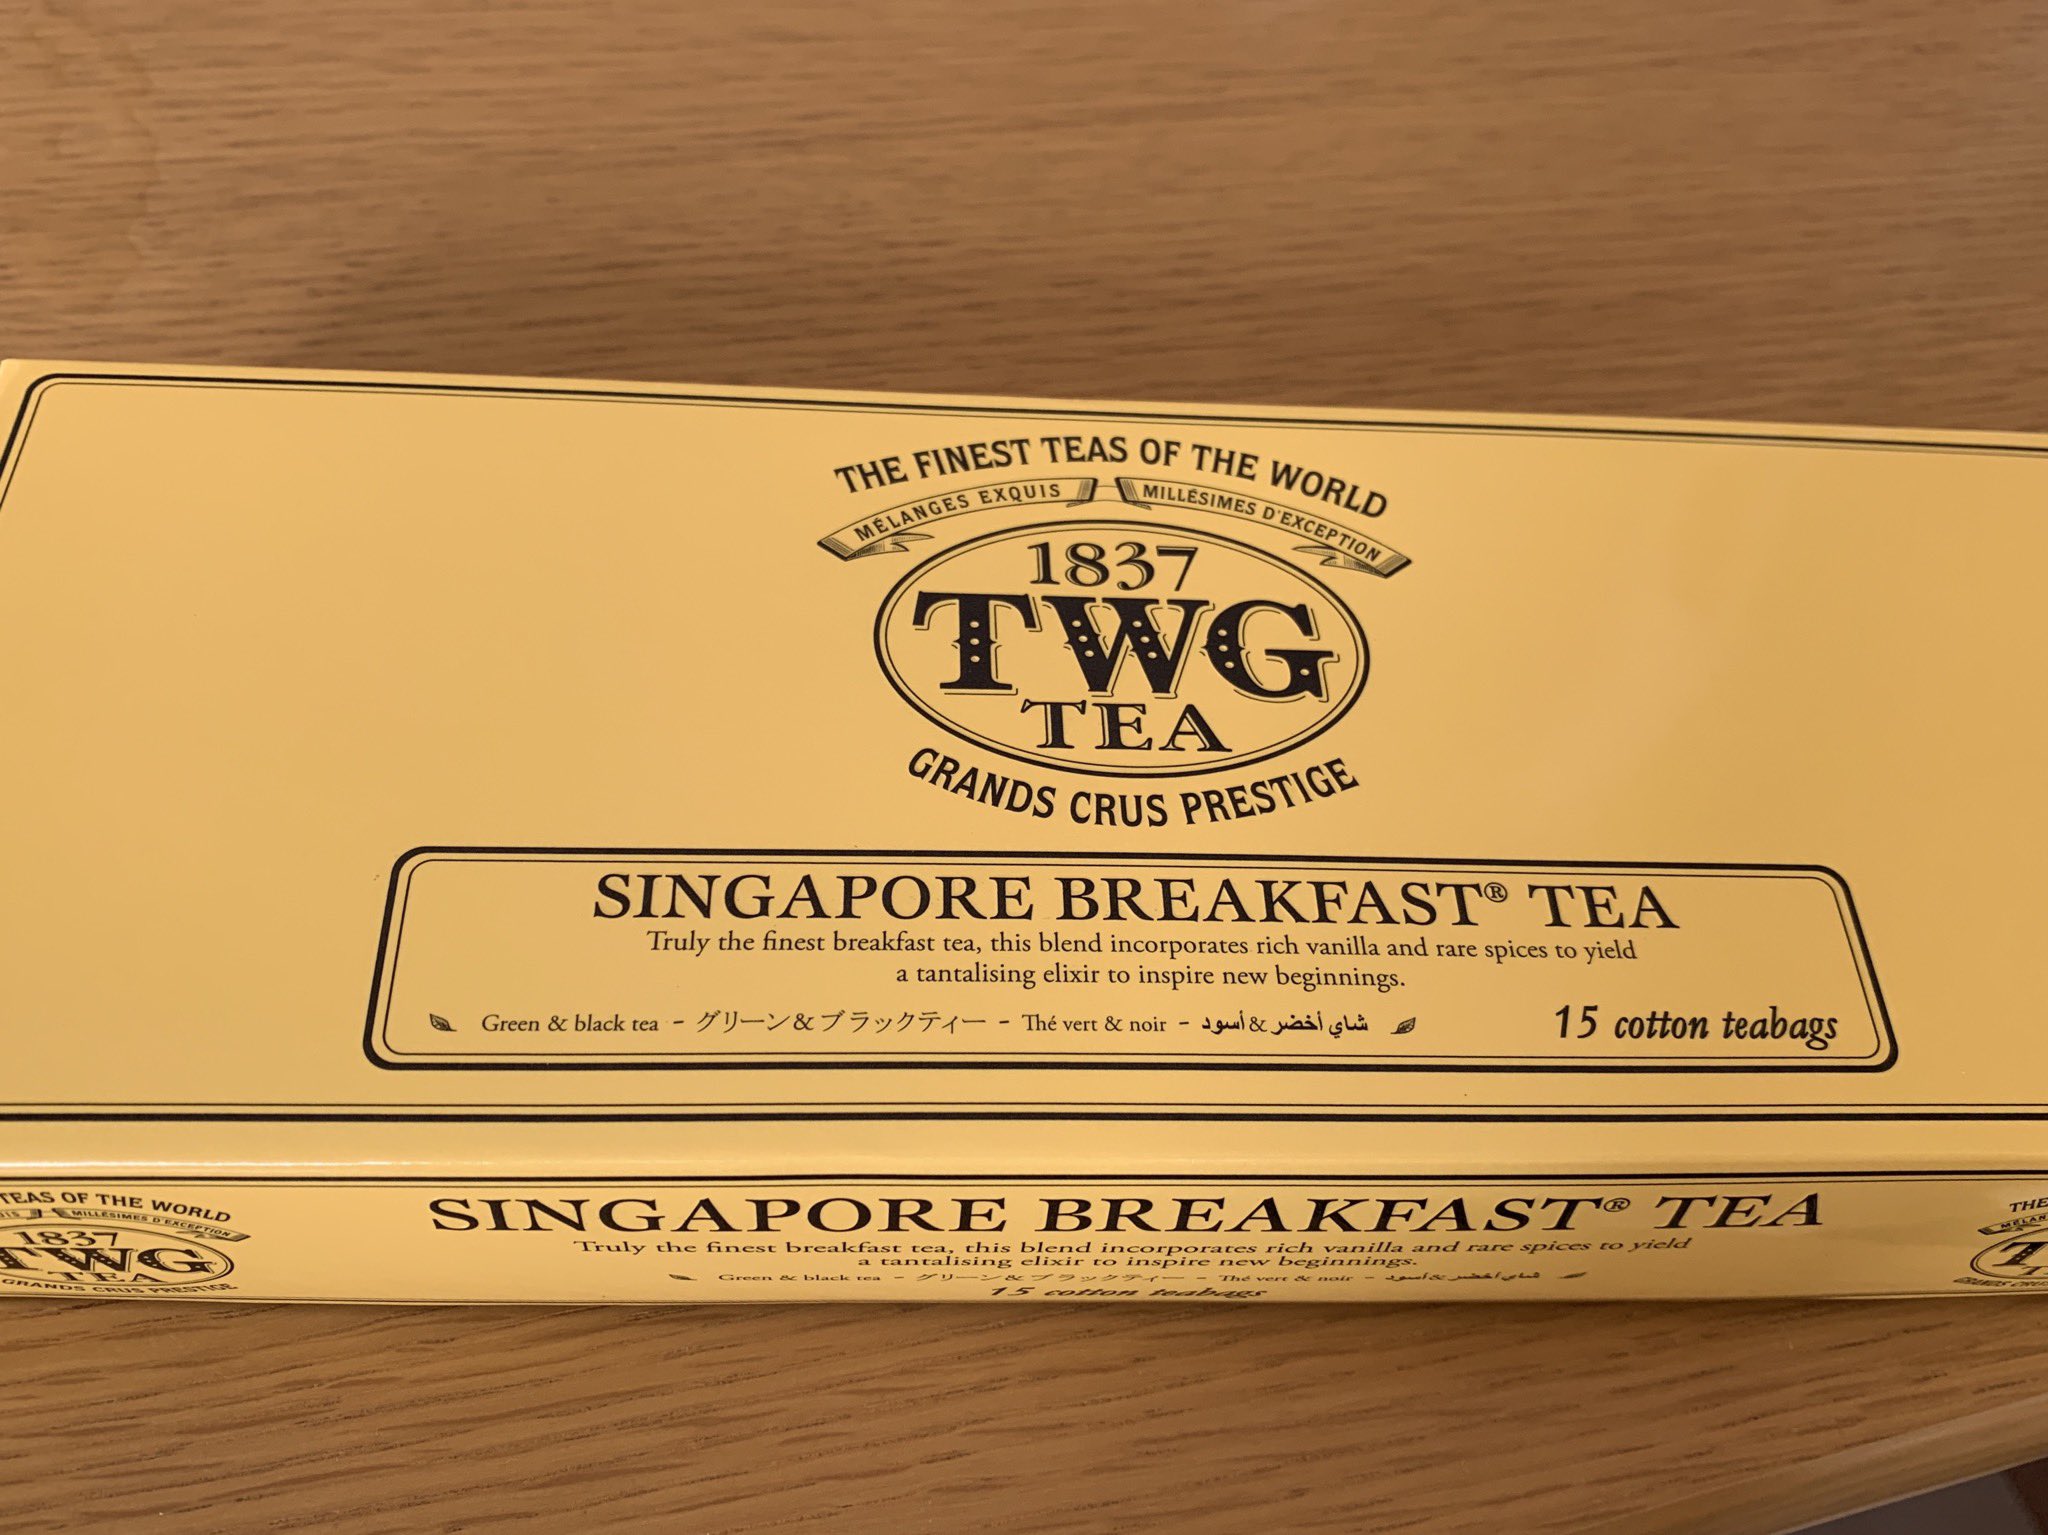 THE FINEST TEAS OF THE WORLD
MÉLANGES EXQUIS MILLÉSIMES D'EXCEPTION
1837
TWG
TEA
GRANDS CRUS PRESTIGE
SINGAPORE BREAKFAST® TEA
Truly the finest breakfast tea, this blend incorporates rich vanilla and rare spices to yield
a tantalising elixir to inspire new beginnings.
Green & black tea - グリーン&ブラックティー - Thé vert & noir - شاي أخضر & أسود
15 cotton teabags
TEAS OF THE WORLD
MILLÉSIMES D'EXCEPTION
1837
TWG
TEA
GRANDS CRUS PRESTIGE
SINGAPORE BREAKFAST® TEA
Truly the finest breakfast tea, this blend incorporates rich vanilla and rare spices to yield
a tantalising elixir to inspire new beginnings.
Green & black tea - グリーン&ブラックティー - Thé vert & noir - شاي أخضر & أسود
15 cotton teabags
THE